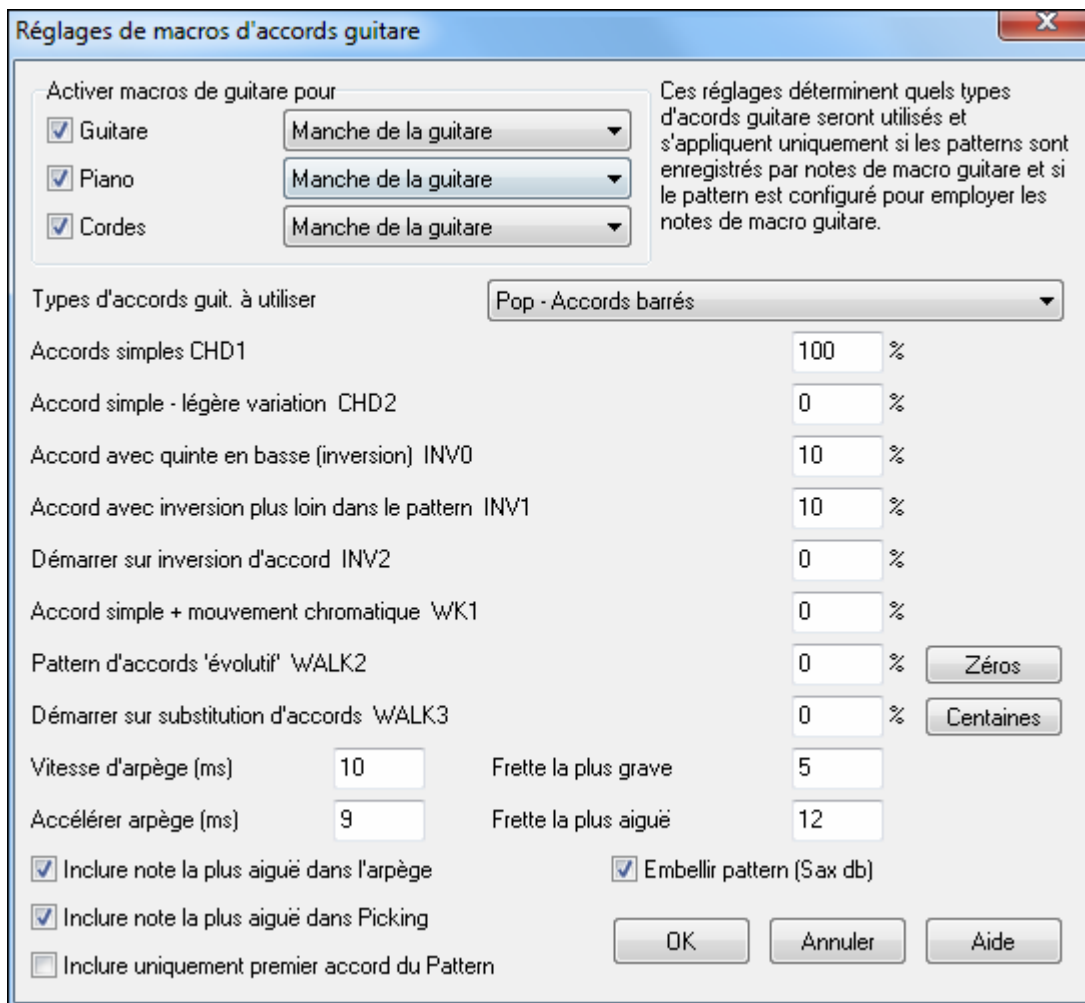 Réglages de macros d'accords guitare
Activer macros de guitare pour
Guitare Manche de la guitare
Piano Manche de la guitare
Cordes Manche de la guitare
Ces réglages déterminent quels types
d'acords guitare seront utilisés et
s'appliquent uniquement si les patterns sont
enregistrés par notes de macro guitare et si
le pattern est configuré pour employer les
notes de macro guitare.
Types d'accords guit. à utiliser Pop - Accords barrés
Accords simples CHD1 100 %
Accord simple - légère variation CHD2 0 %
Accord avec quinte en basse (inversion) INV0 10 %
Accord avec inversion plus loin dans le pattern INV1 10 %
Démarrer sur inversion d'accord INV2 0 %
Accord simple + mouvement chromatique WK1 0 %
Pattern d'accords 'évolutif' WALK2 0 % Zéros
Démarrer sur substitution d'accords WALK3 0 % Centaines
Vitesse d'arpège (ms) 10 Frette la plus grave 5
Accélérer arpège (ms) 9 Frette la plus aiguë 12
Inclure note la plus aiguë dans l'arpège Embellir pattern (Sax db)
Inclure note la plus aiguë dans Picking
Inclure uniquement premier accord du Pattern
OK Annuler Aide